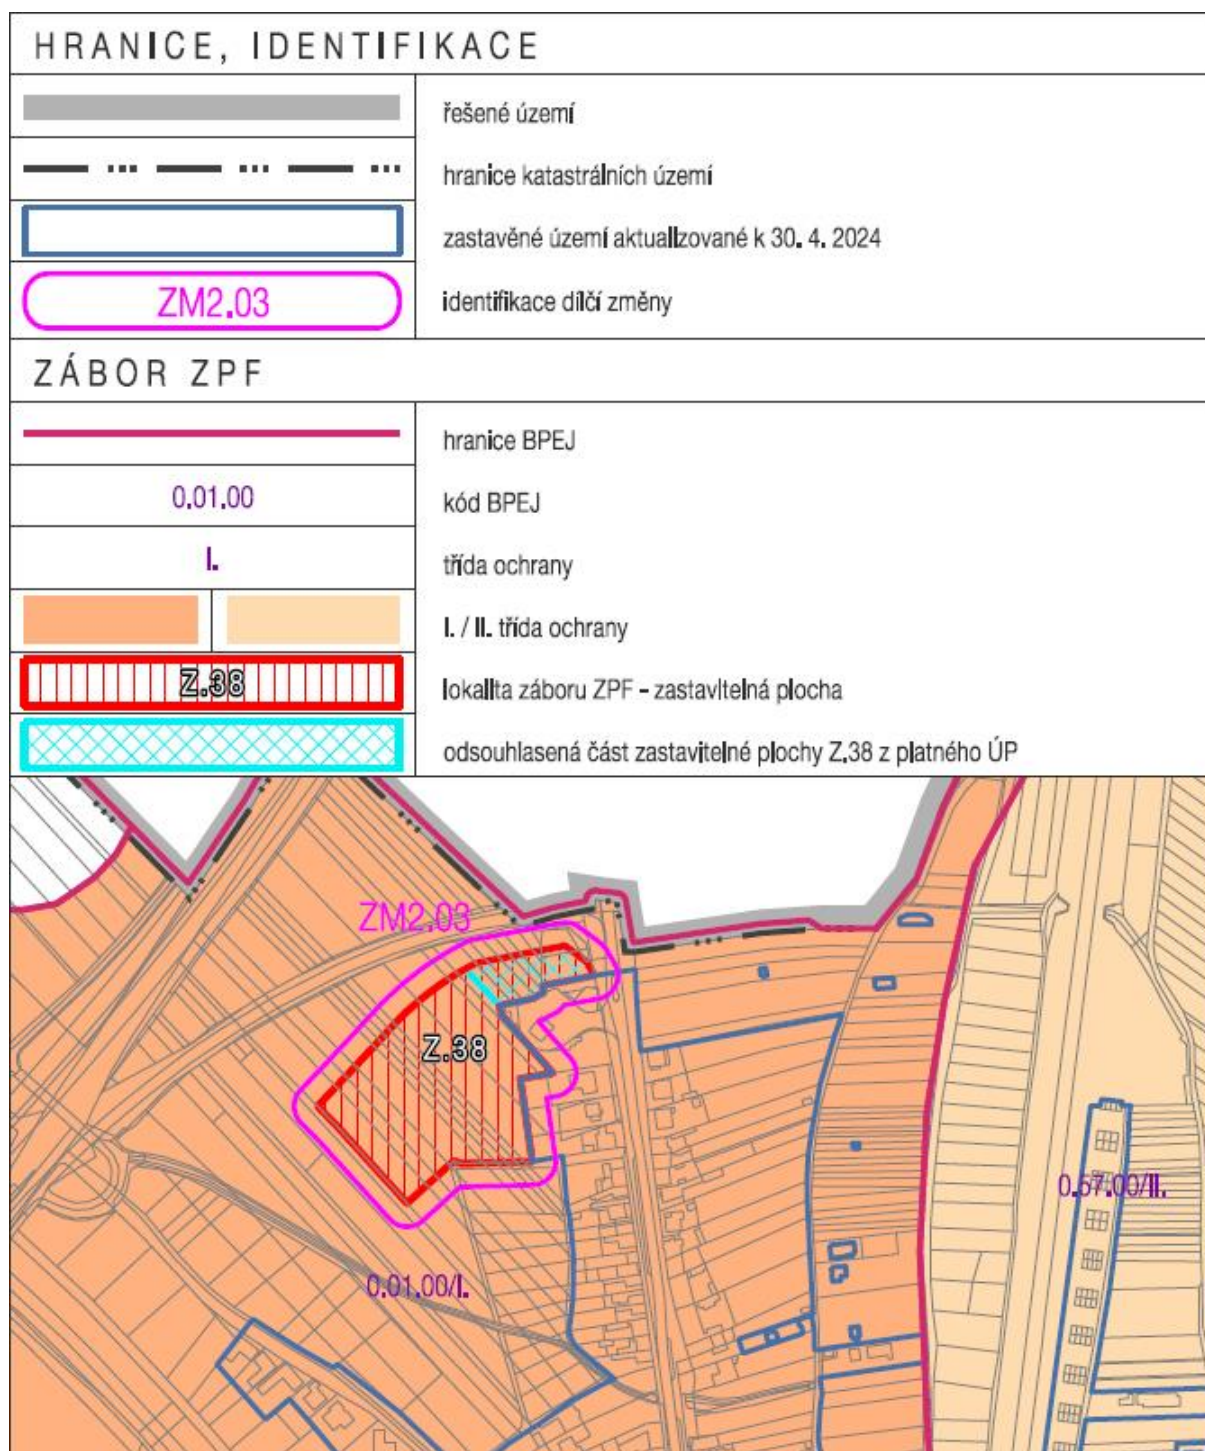 HRANICE, IDENTIFIKACE
řešené území
hranice katastrálních území
zastavěné území aktualizované k 30. 4. 2024
ZM2.03
identifikace dílčí změny
ZÁBOR ZPF
hranice BPEJ
0.01.00
kód BPEJ
I.
třída ochrany
I. / II. třída ochrany
Z.38
lokalita záboru ZPF - zastavitelná plocha
odsouhlasená část zastavitelné plochy Z.38 z platného ÚP
ZM2.03
Z.38
0.57.00/II.
0.01.00/I.